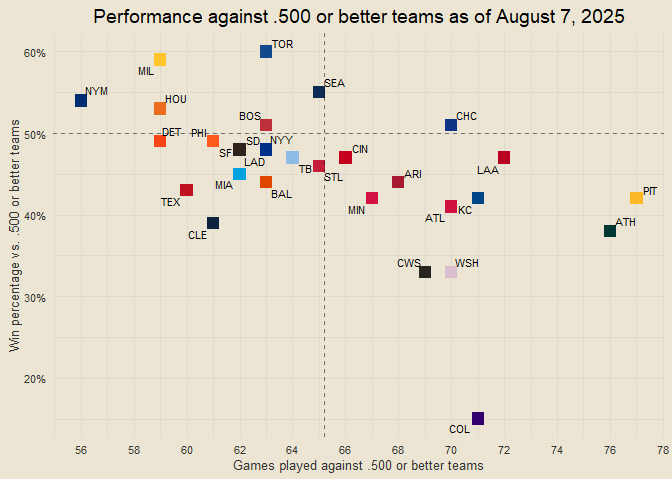 Performance against .500 or better teams as of August 7, 2025
Win percentage vs. .500 or better teams
60%
50%
40%
30%
20%
TOR
MIL
SEA
NYM
HOU
BOS
CHC
DET
PHI
SD
NYY
SF
LAD
TB
CIN
STL
LAA
MIA
BAL
ARI
TEX
MIN
ATL
KC
PIT
CLE
ATH
CWS
WSH
COL
56
58
60
62
64
66
68
70
72
74
76
78
Games played against .500 or better teams